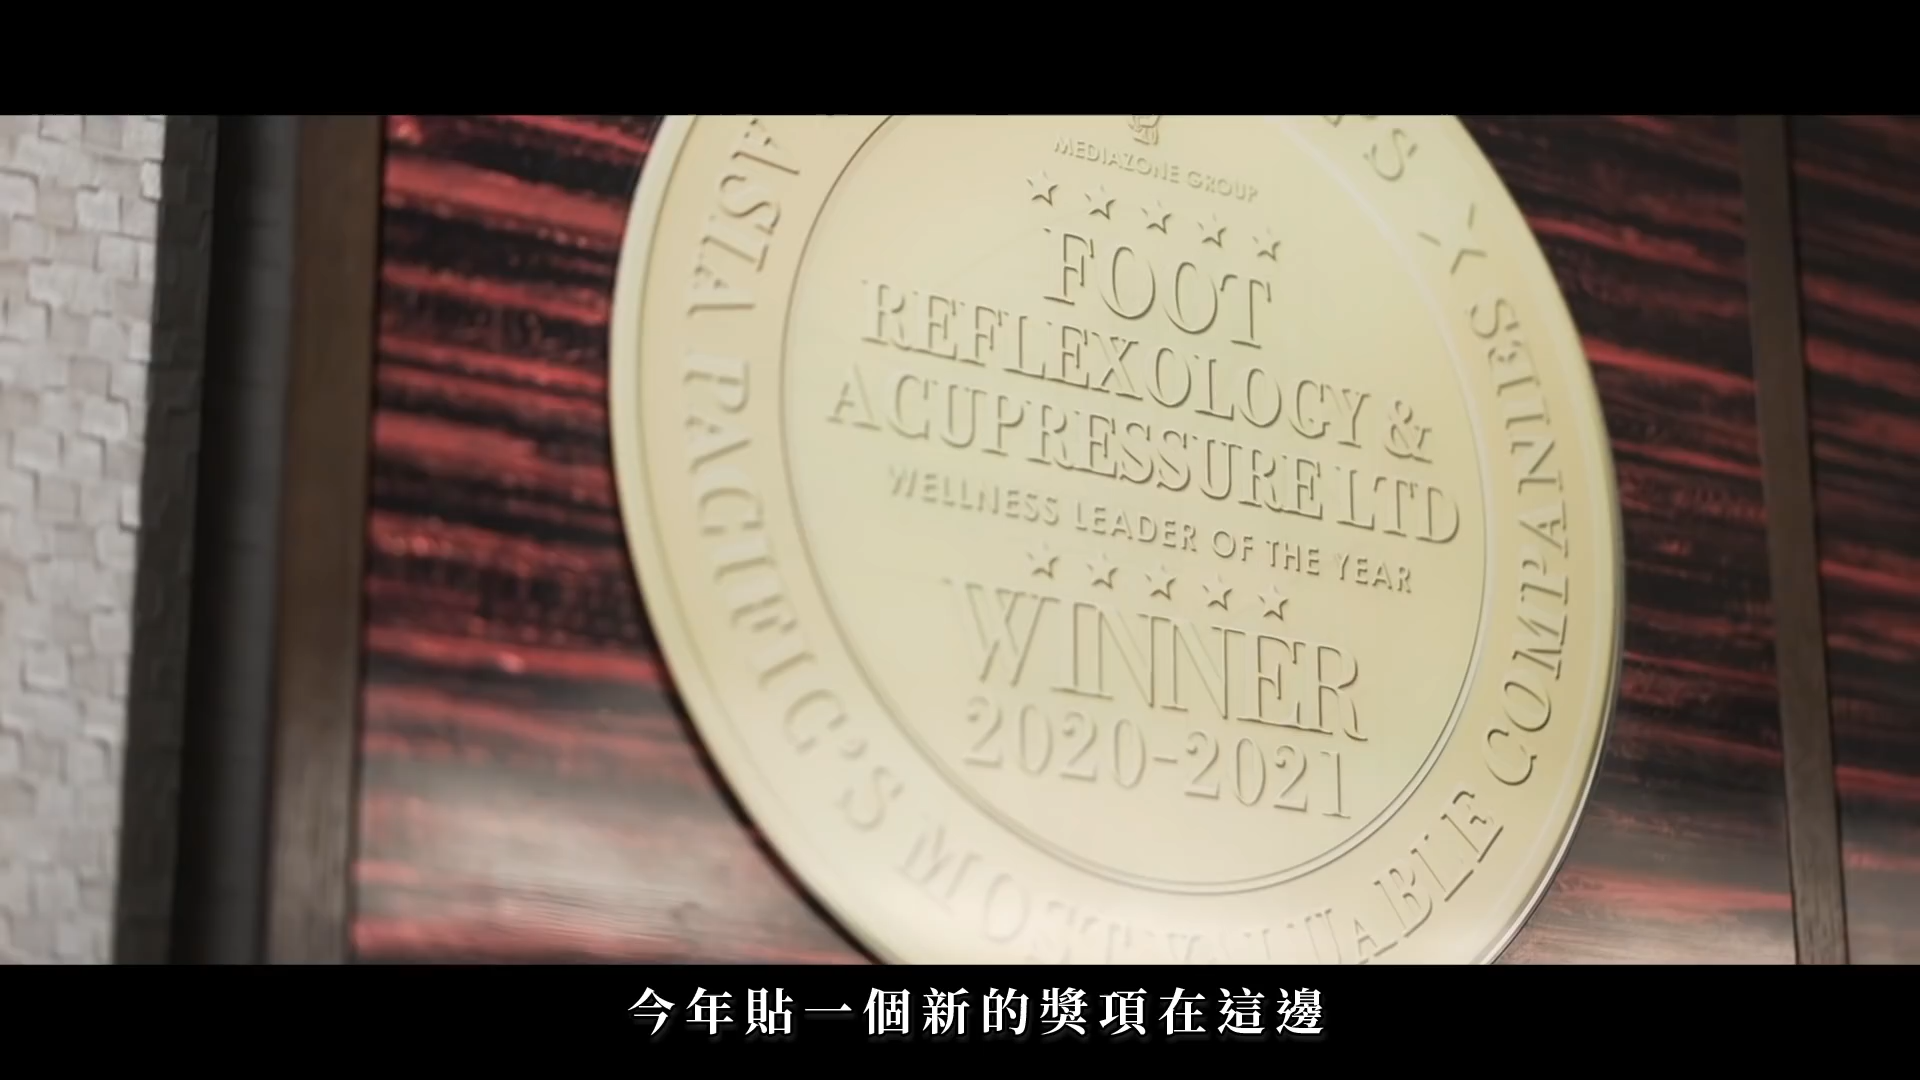 MEDIAZONE GROUP
FOOT
REFLEXOLOGY &
ACUPRESSURE LTD
WELLNESS LEADER OF THE YEAR
WINNER
2020-2021
ASIA PACIFIC'S MOST VALUABLE COMPANIES
今年貼一個新的獎項在這邊